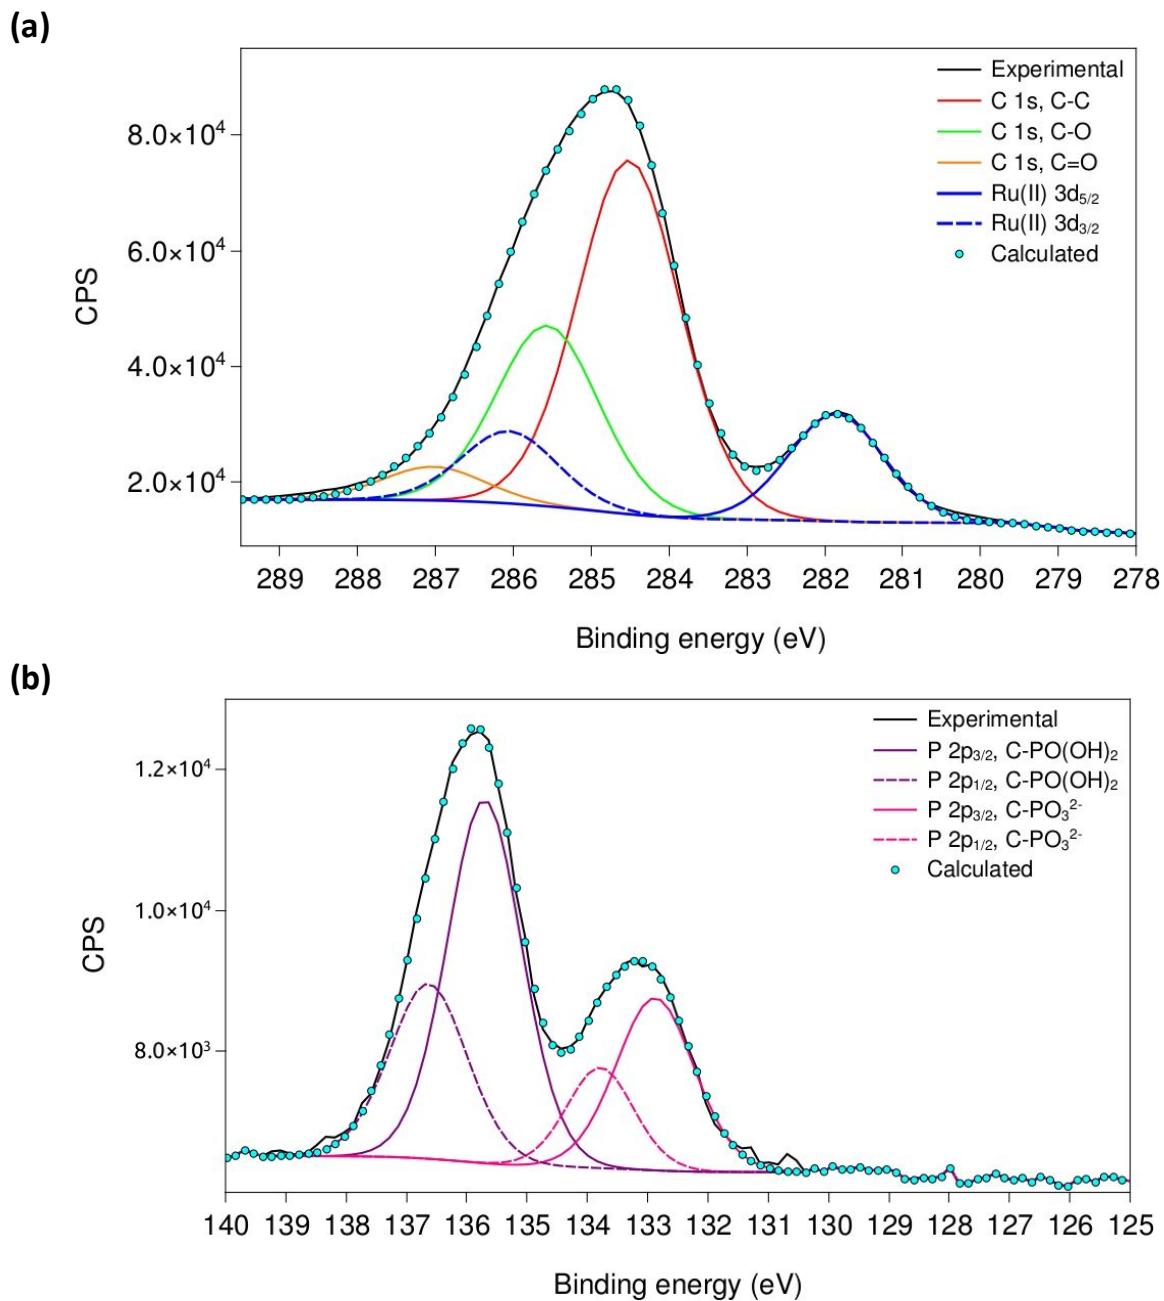 (a)
Experimental
C 1s, C-C
C 1s, C-O
C 1s, C=O
Ru(II) 3d₅/₂
Ru(II) 3d₃/₂
Calculated
8.0×10⁴
6.0×10⁴
4.0×10⁴
2.0×10⁴
CPS
289 288 287 286 285 284 283 282 281 280 279 278
Binding energy (eV)
(b)
Experimental
P 2p₃/₂, C-PO(OH)₂
P 2p₁/₂, C-PO(OH)₂
P 2p₃/₂, C-PO₃²⁻
P 2p₁/₂, C-PO₃²⁻
Calculated
1.2×10⁴
1.0×10⁴
8.0×10³
CPS
140 139 138 137 136 135 134 133 132 131 130 129 128 127 126 125
Binding energy (eV)